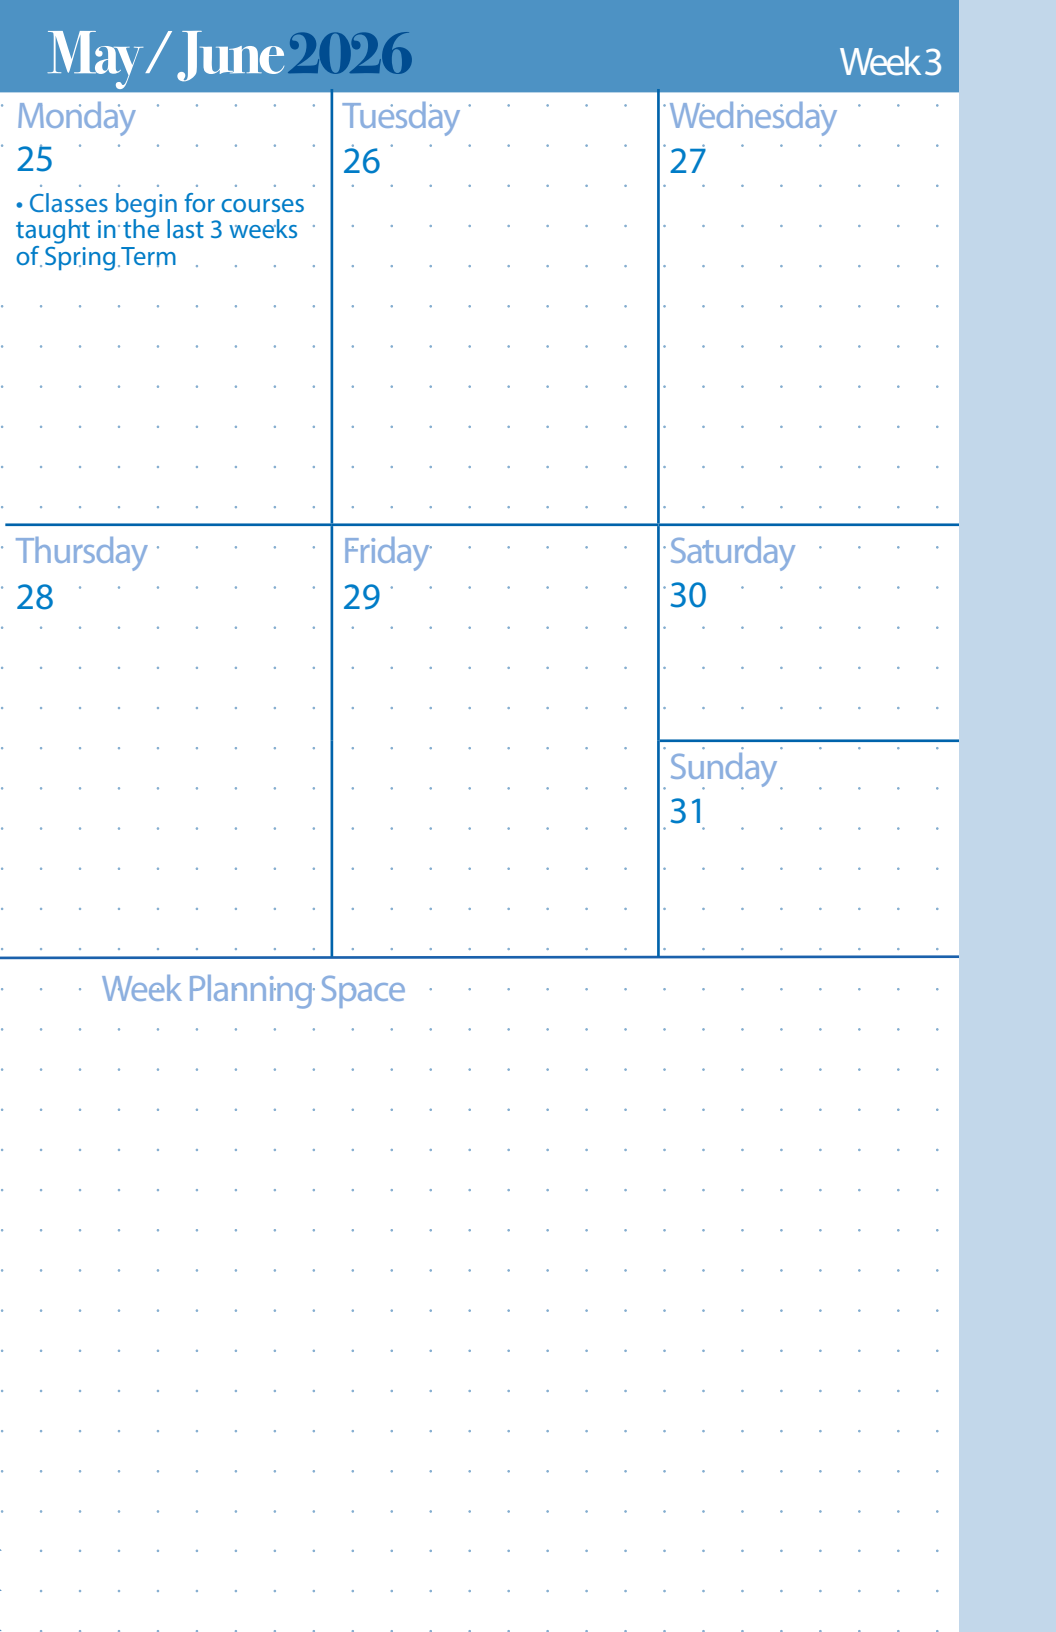 May/June 2026
Week 3
Monday
25
• Classes begin for courses
taught in the last 3 weeks
of Spring Term
Tuesday
26
Wednesday
27
Thursday
28
Friday
29
Saturday
30
Sunday
31
Week Planning Space